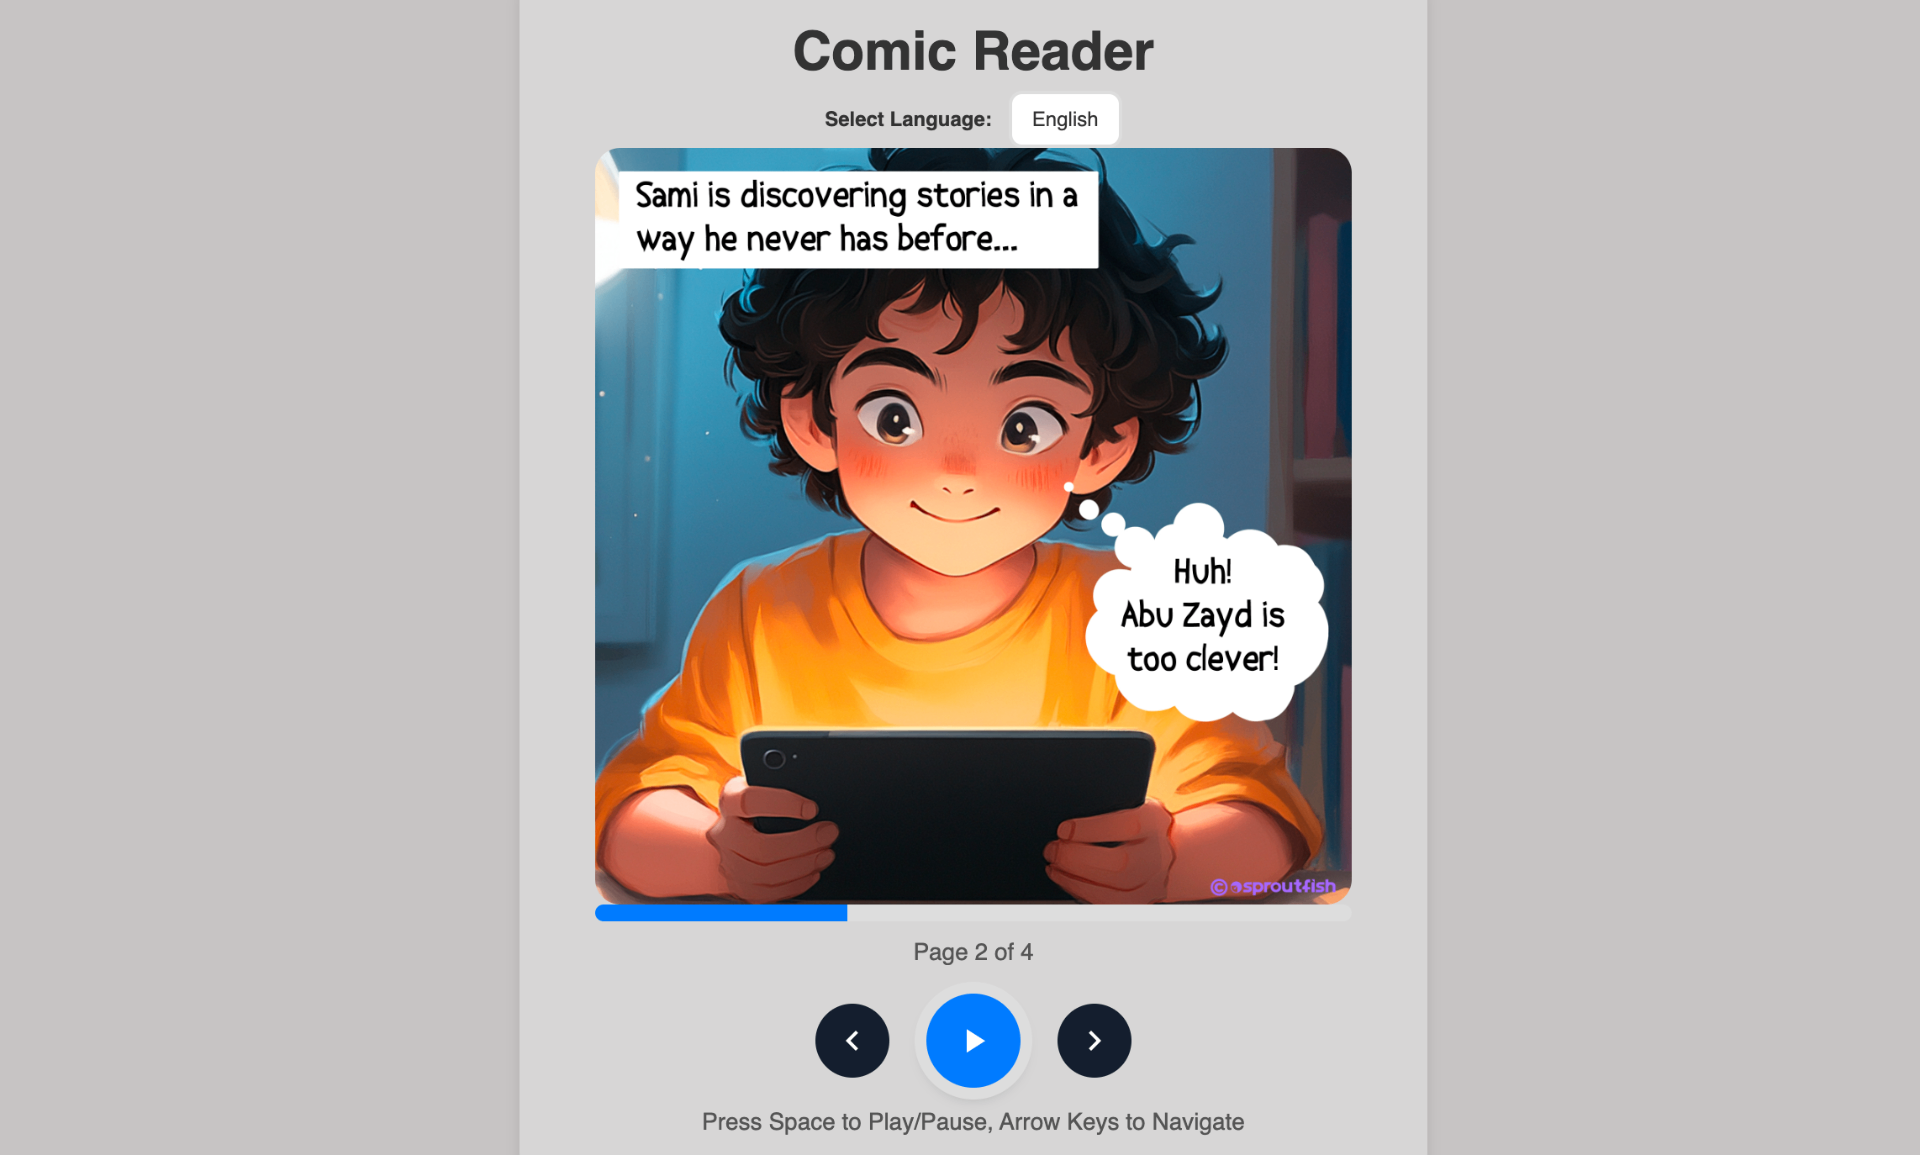 Comic Reader
Select Language: English
Sami is discovering stories in a
way he never has before...
Huh!
Abu Zayd is
too clever!
© sproutfish
Page 2 of 4
Press Space to Play/Pause, Arrow Keys to Navigate